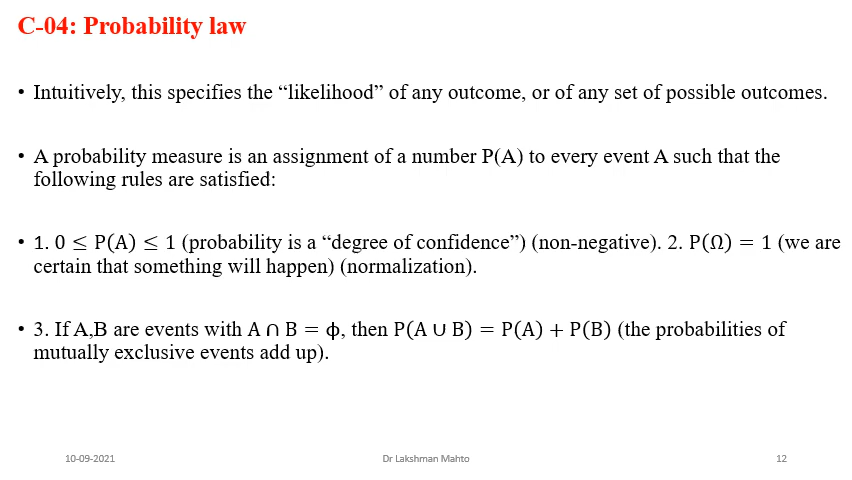 C-04: Probability law
• Intuitively, this specifies the “likelihood” of any outcome, or of any set of possible outcomes.
• A probability measure is an assignment of a number P(A) to every event A such that the
following rules are satisfied:
• 1. 0 ≤ P(A) ≤ 1 (probability is a “degree of confidence”) (non-negative). 2. P(Ω) = 1 (we are
certain that something will happen) (normalization).
• 3. If A,B are events with A ∩ B = ϕ, then P(A ∪ B) = P(A) + P(B) (the probabilities of
mutually exclusive events add up).
10-09-2021
Dr Lakshman Mahto
12